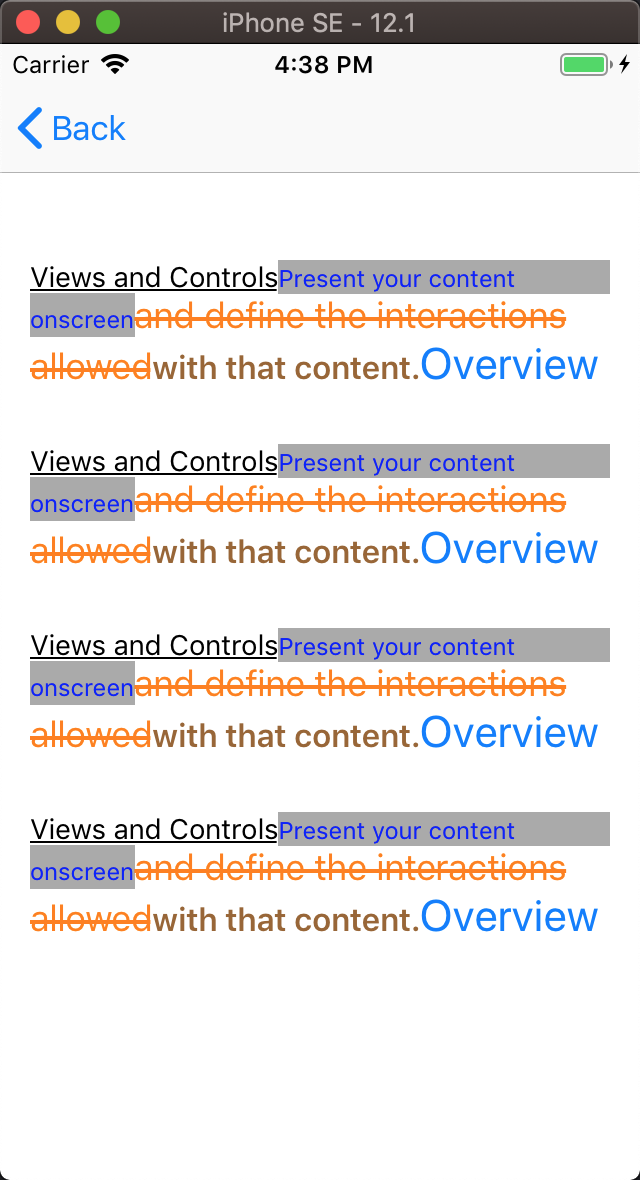 iPhone SE - 12.1
Carrier 4:38 PM
Back
Views and ControlsPresent your content
onscreenand define the interactions
allowedwith that content.Overview
Views and ControlsPresent your content
onscreenand define the interactions
allowedwith that content.Overview
Views and ControlsPresent your content
onscreenand define the interactions
allowedwith that content.Overview
Views and ControlsPresent your content
onscreenand define the interactions
allowedwith that content.Overview